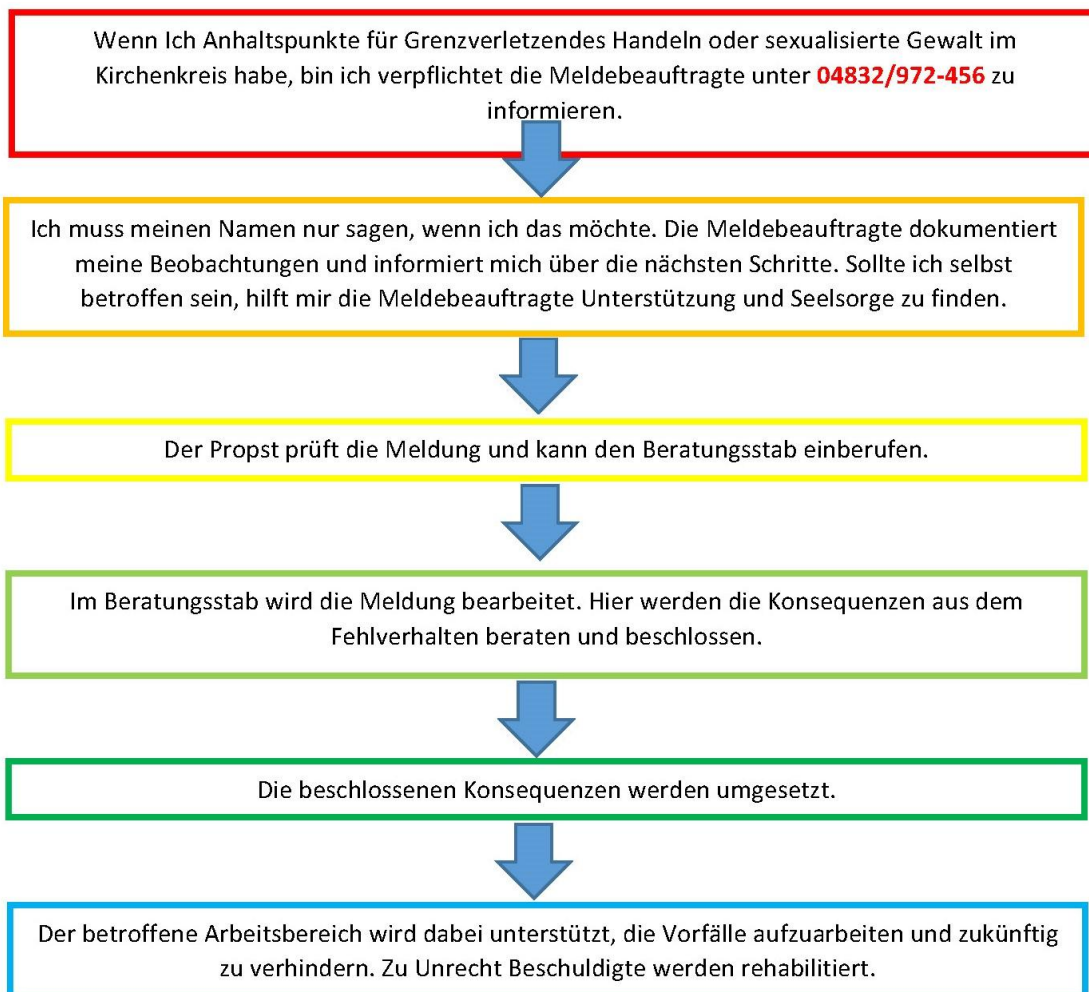 Wenn Ich Anhaltspunkte für Grenzverletzendes Handeln oder sexualisierte Gewalt im
Kirchenkreis habe, bin ich verpflichtet die Meldebeauftragte unter 04832/972-456 zu
informieren.
Ich muss meinen Namen nur sagen, wenn ich das möchte. Die Meldebeauftragte dokumentiert
meine Beobachtungen und informiert mich über die nächsten Schritte. Sollte ich selbst
betroffen sein, hilft mir die Meldebeauftragte Unterstützung und Seelsorge zu finden.
Der Propst prüft die Meldung und kann den Beratungsstab einberufen.
Im Beratungsstab wird die Meldung bearbeitet. Hier werden die Konsequenzen aus dem
Fehlverhalten beraten und beschlossen.
Die beschlossenen Konsequenzen werden umgesetzt.
Der betroffene Arbeitsbereich wird dabei unterstützt, die Vorfälle aufzuarbeiten und zukünftig
zu verhindern. Zu Unrecht Beschuldigte werden rehabilitiert.